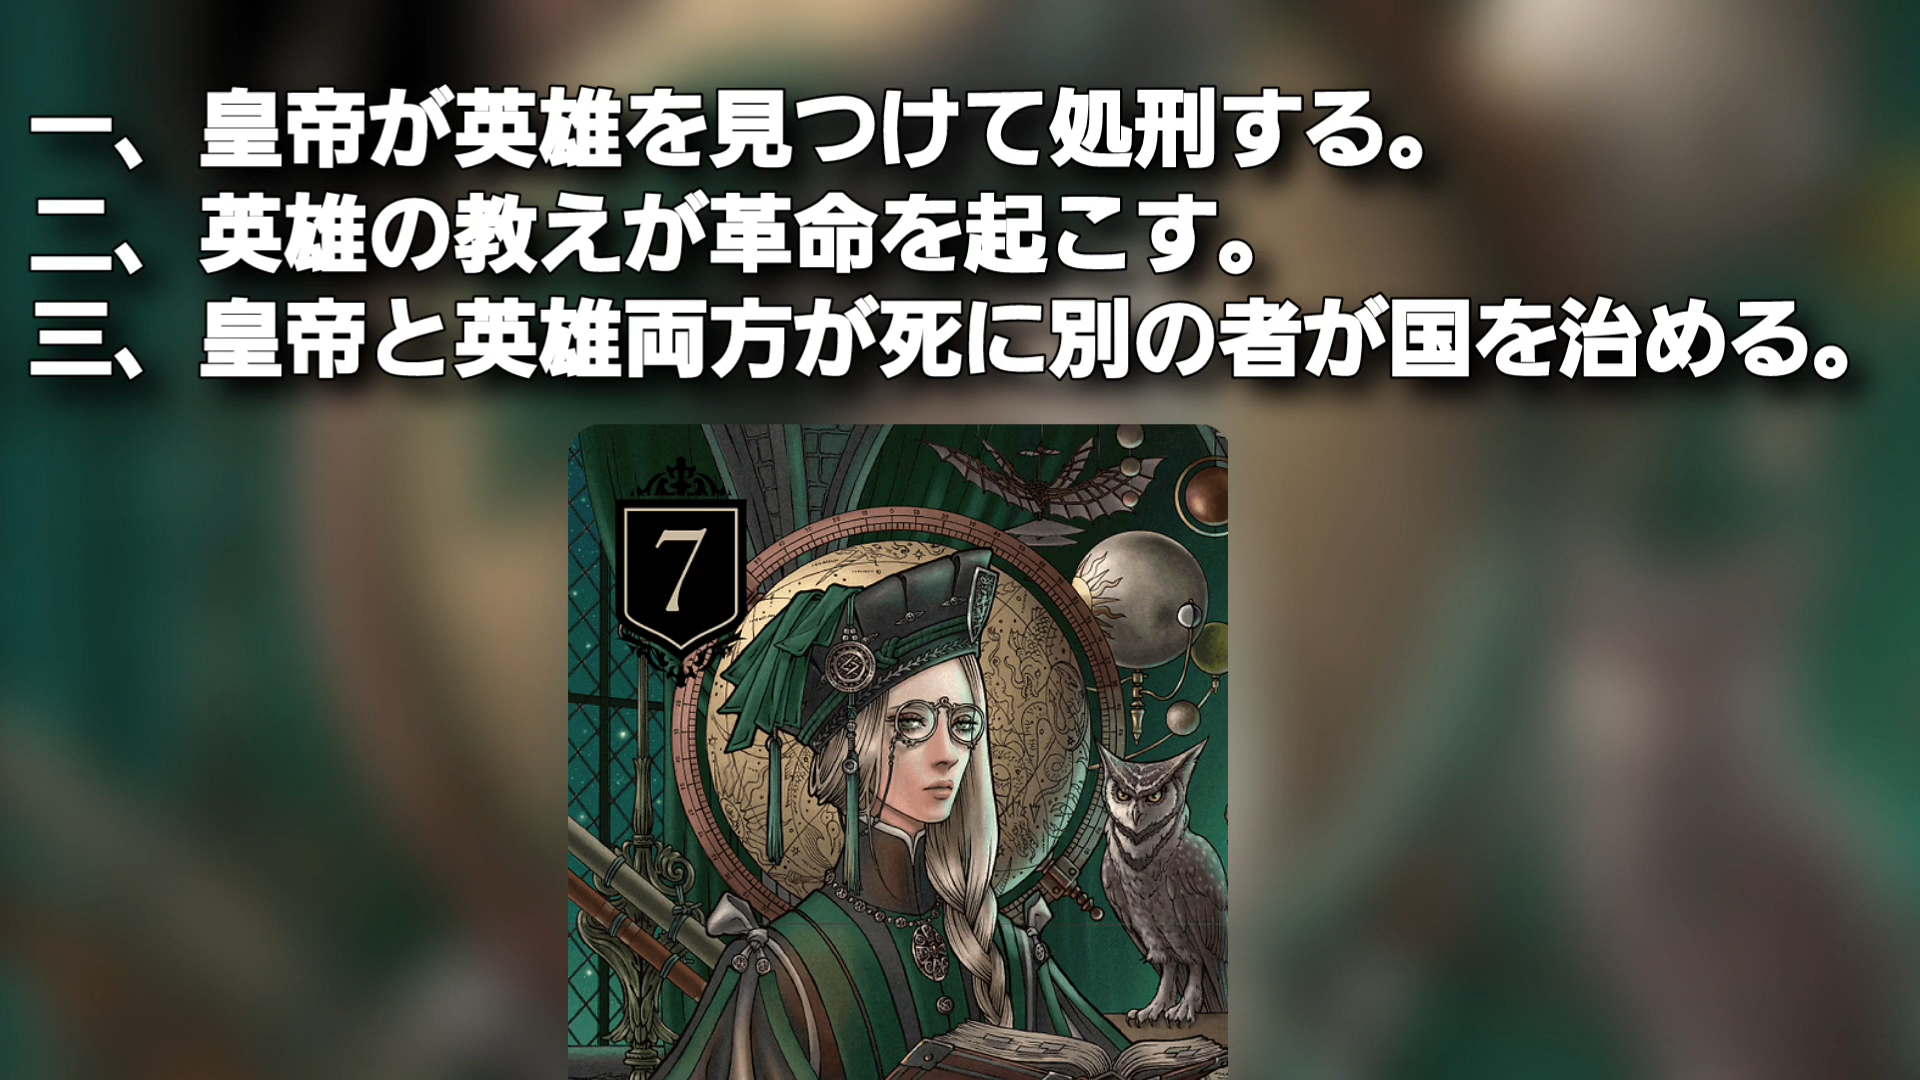 一、皇帝が英雄を見つけて処刑する。
二、英雄の教えが革命を起こす。
三、皇帝と英雄両方が死に別の者が国を治める。
7